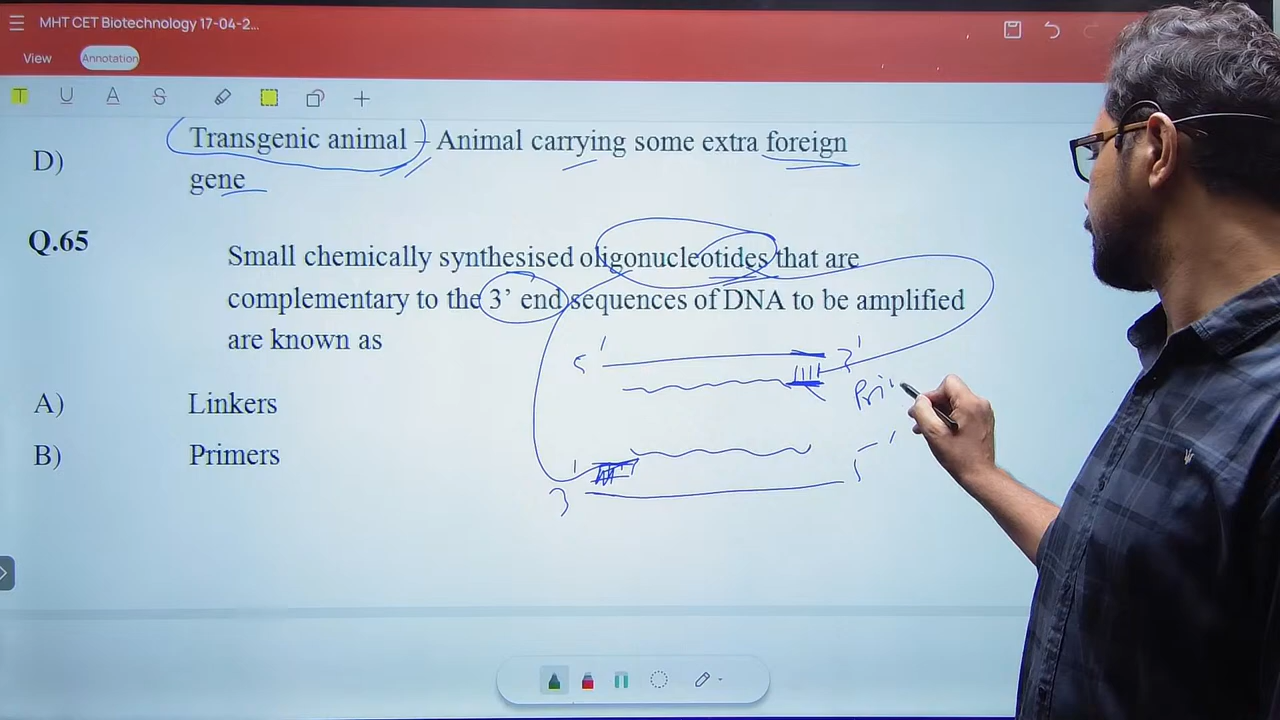 MHT CET Biotechnology 17-04-2...
View Annotation
T U A S
Transgenic animal - Animal carrying some extra foreign
D)
gene
Q.65
Small chemically synthesised oligonucleotides that are
complementary to the 3’ end sequences of DNA to be amplified
are known as
5' 3'
Pri
A) Linkers
B) Primers
3' 5'